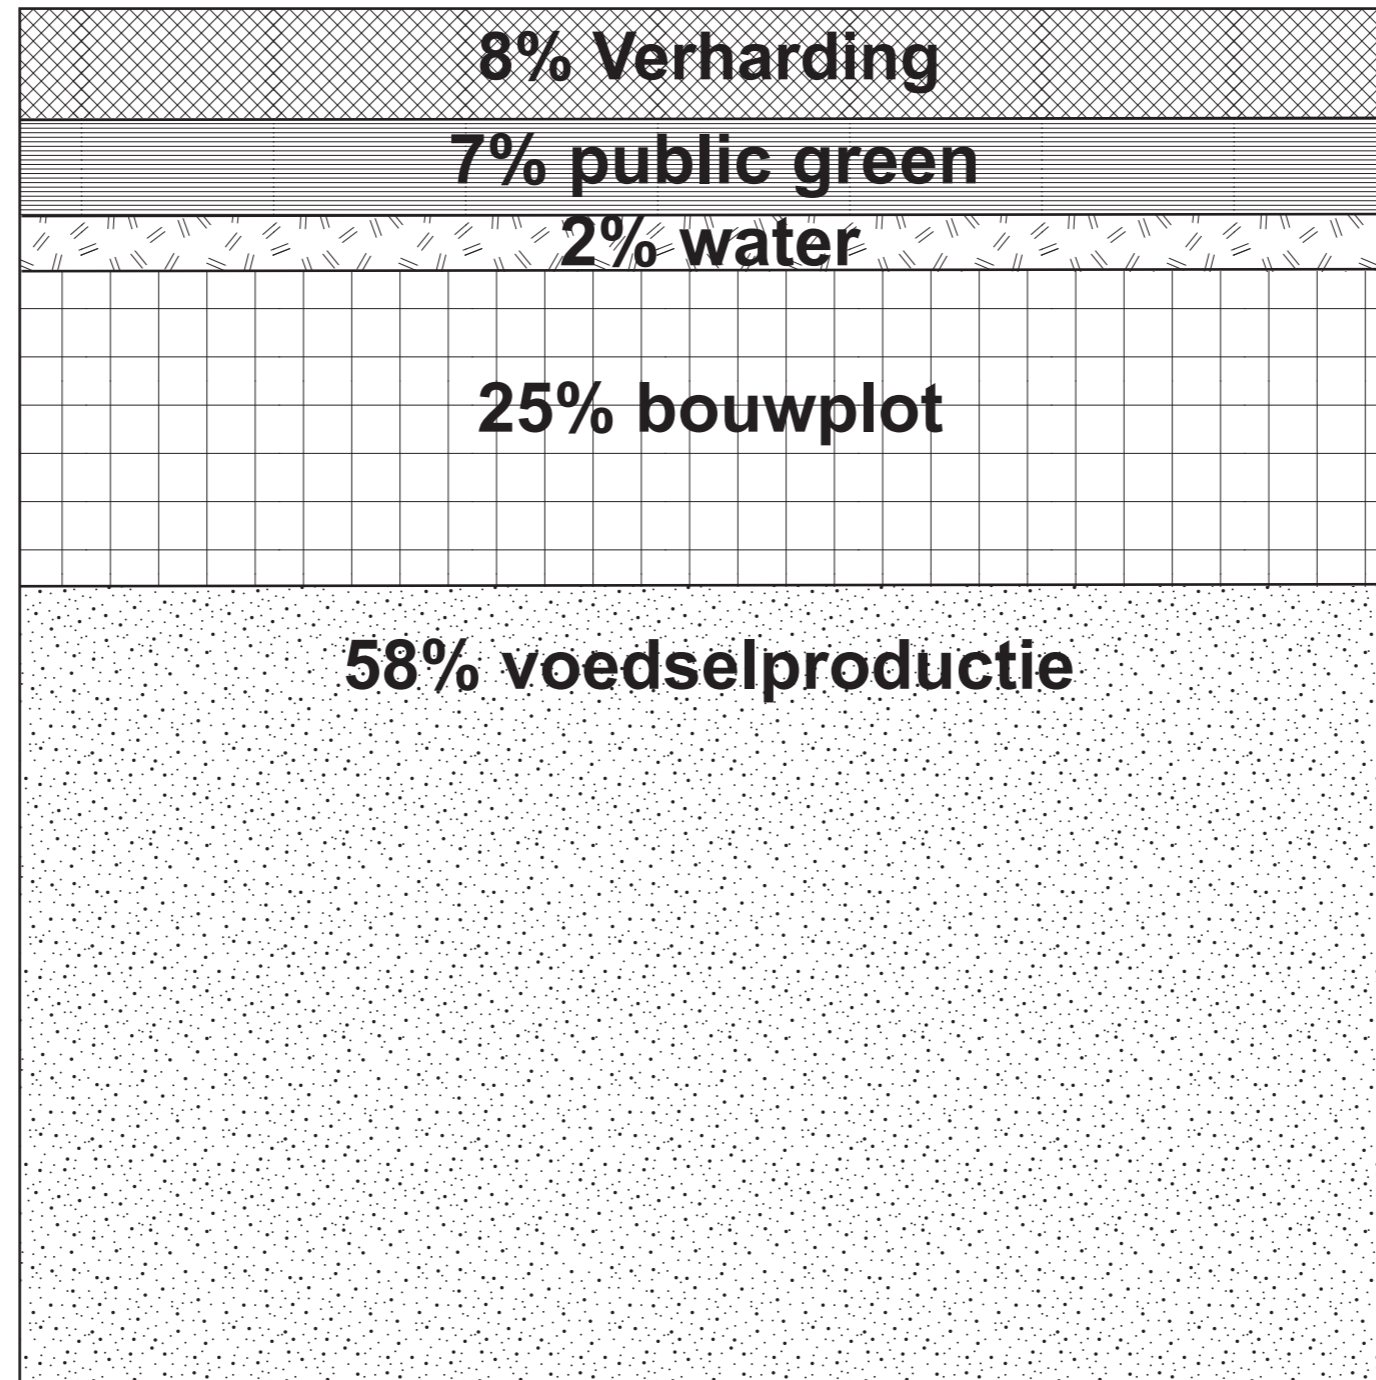 8% Verharding
7% public green
2% water
25% bouwplot
58% voedselproductie